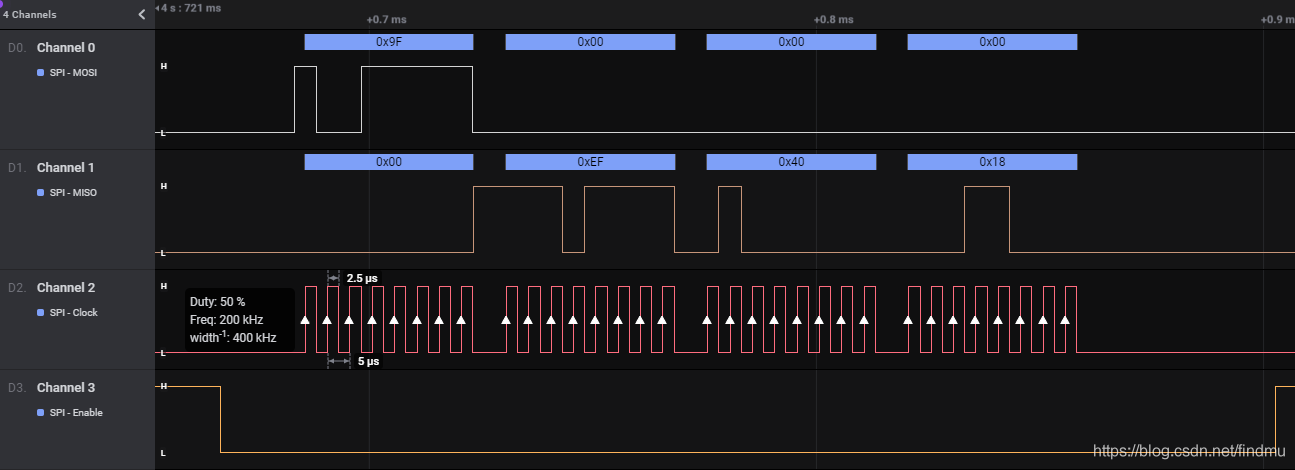 4 s : 721 ms
4 Channels
+0.7 ms
+0.8 ms
+0.9 m
D0. Channel 0
SPI - MOSI
H
L
0x9F 0x00 0x00 0x00
D1. Channel 1
SPI - MISO
H
L
0x00 0xEF 0x40 0x18
D2. Channel 2
SPI - Clock
H
L
2.5 µs
Duty: 50 %
Freq: 200 kHz
width-1: 400 kHz
5 µs
D3. Channel 3
SPI - Enable
H
L
https://blog.csdn.net/findmu